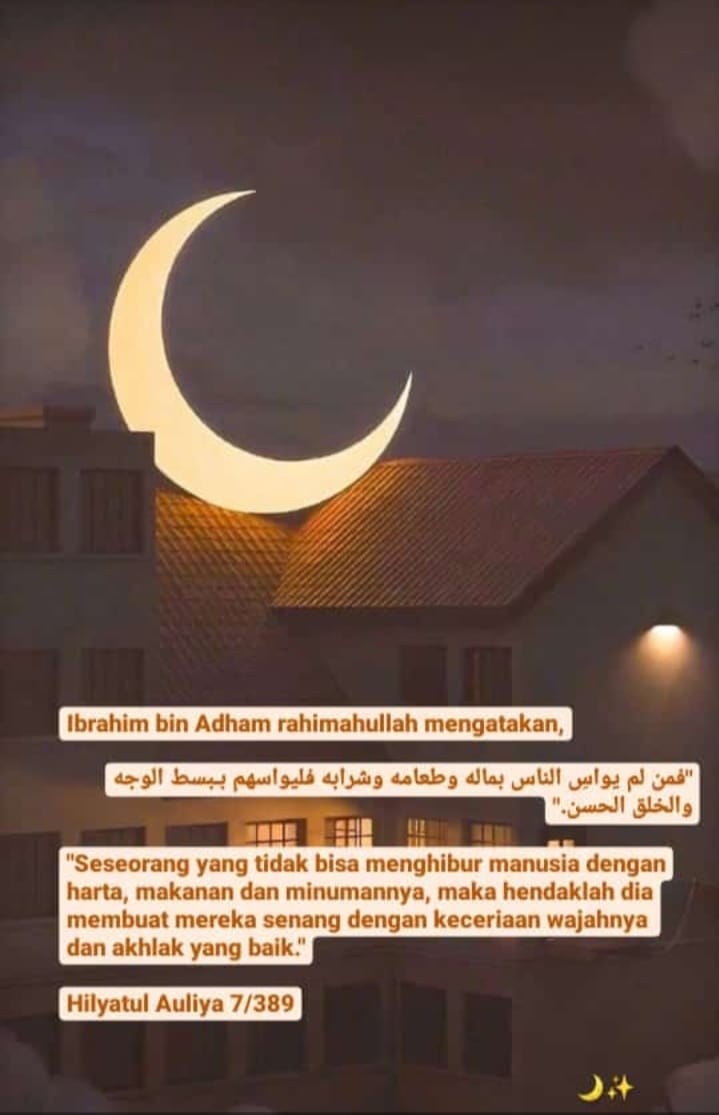 Ibrahim bin Adham rahimahullah mengatakan,
"فمن لم يواسِ الناس بماله وطعامه وشرابه فليواسهم ببسط الوجه
والخلق الحسن."
"Seseorang yang tidak bisa menghibur manusia dengan
harta, makanan dan minumannya, maka hendaklah dia
membuat mereka senang dengan keceriaan wajahnya
dan akhlak yang baik."
Hilyatul Auliya 7/389